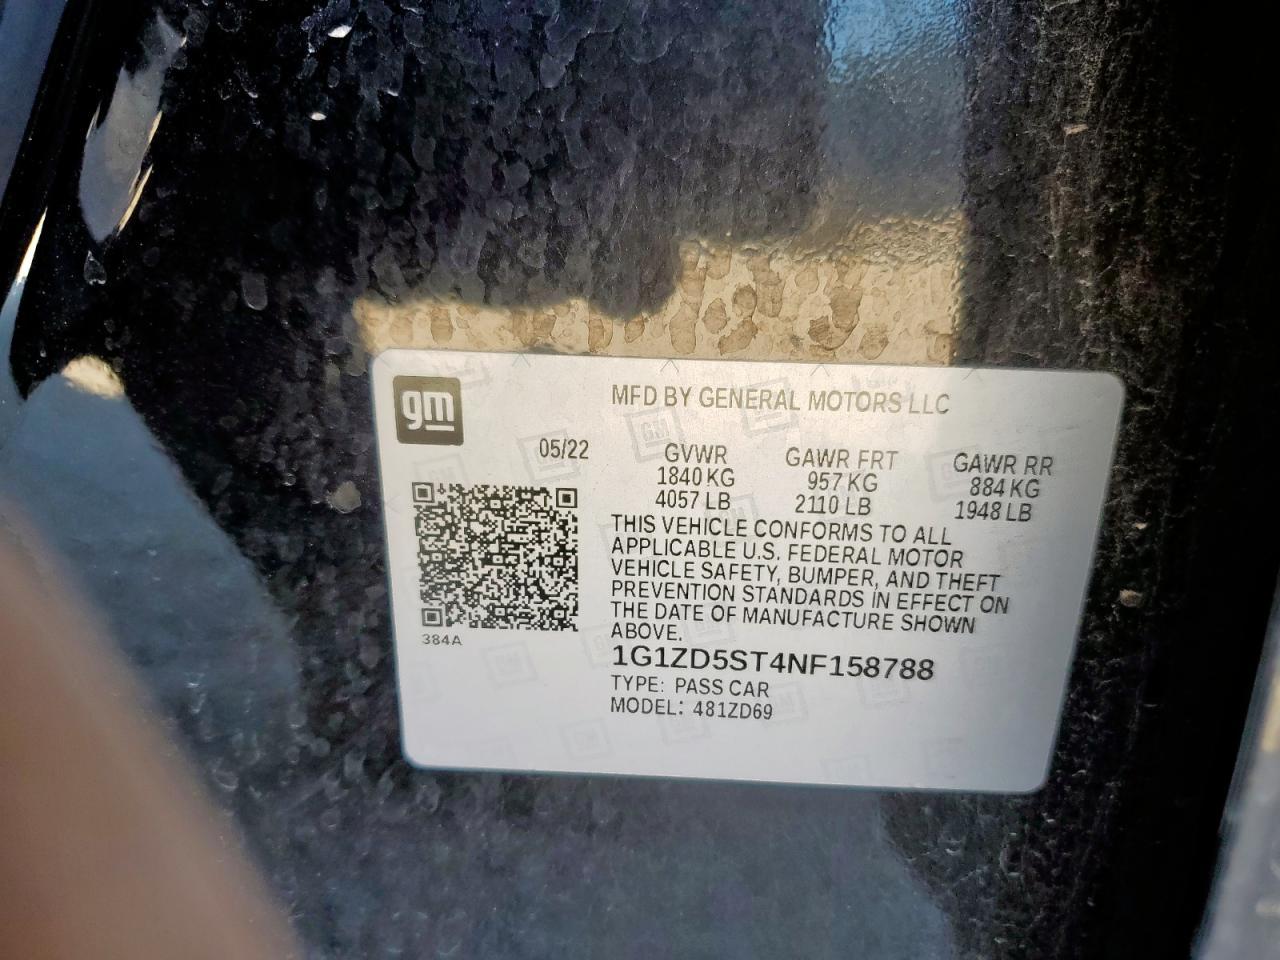 gm
MFD BY GENERAL MOTORS LLC
05/22 GVWR GAWR FRT GAWR RR
1840 KG 957 KG 884 KG
4057 LB 2110 LB 1948 LB
THIS VEHICLE CONFORMS TO ALL
APPLICABLE U.S. FEDERAL MOTOR
VEHICLE SAFETY, BUMPER, AND THEFT
PREVENTION STANDARDS IN EFFECT ON
THE DATE OF MANUFACTURE SHOWN
ABOVE.
384A
1G1ZD5ST4NF158788
TYPE: PASS CAR
MODEL: 481ZD69